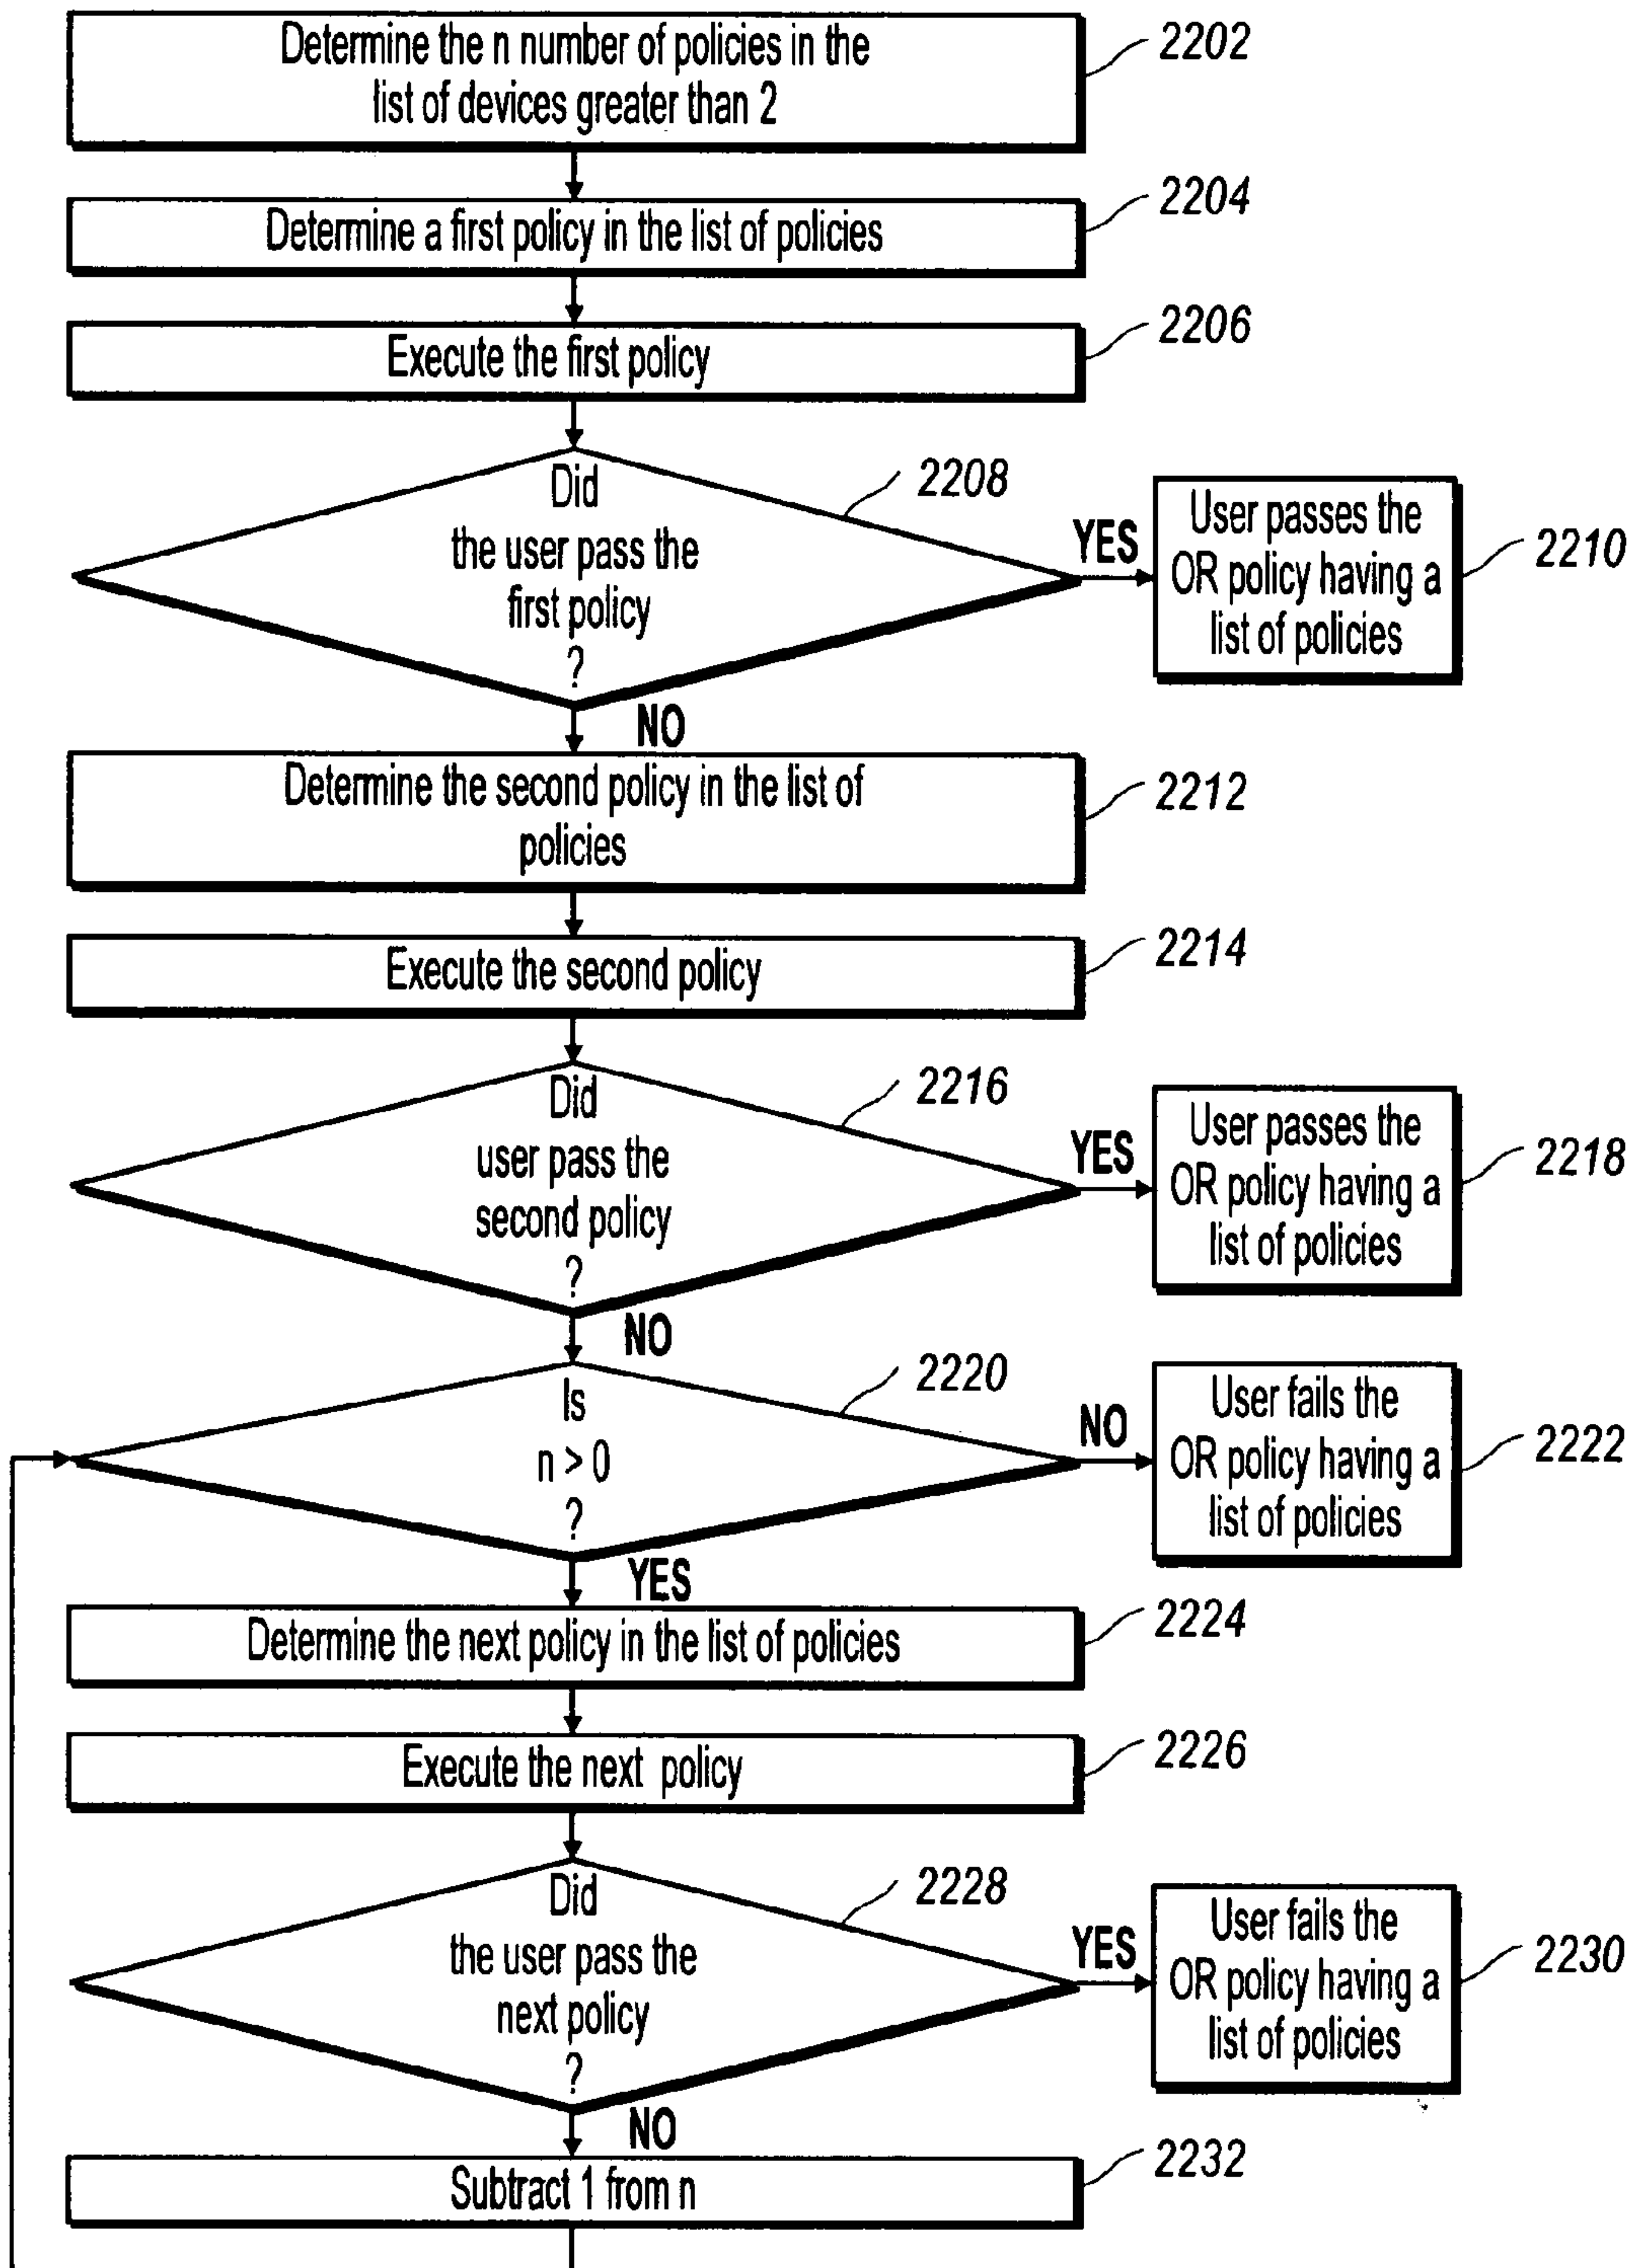 Determine the n number of policies in the
list of devices greater than 2
2202
Determine a first policy in the list of policies
2204
Execute the first policy
2206
Did
the user pass the
first policy
?
2208
YES
User passes the
OR policy having a
list of policies
2210
NO
Determine the second policy in the list of
policies
2212
Execute the second policy
2214
Did
user pass the
second policy
?
2216
YES
User passes the
OR policy having a
list of policies
2218
NO
Is
n > 0
?
2220
NO
User fails the
OR policy having a
list of policies
2222
YES
Determine the next policy in the list of policies
2224
Execute the next policy
2226
Did
the user pass the
next policy
?
2228
YES
User fails the
OR policy having a
list of policies
2230
NO
Subtract 1 from n
2232